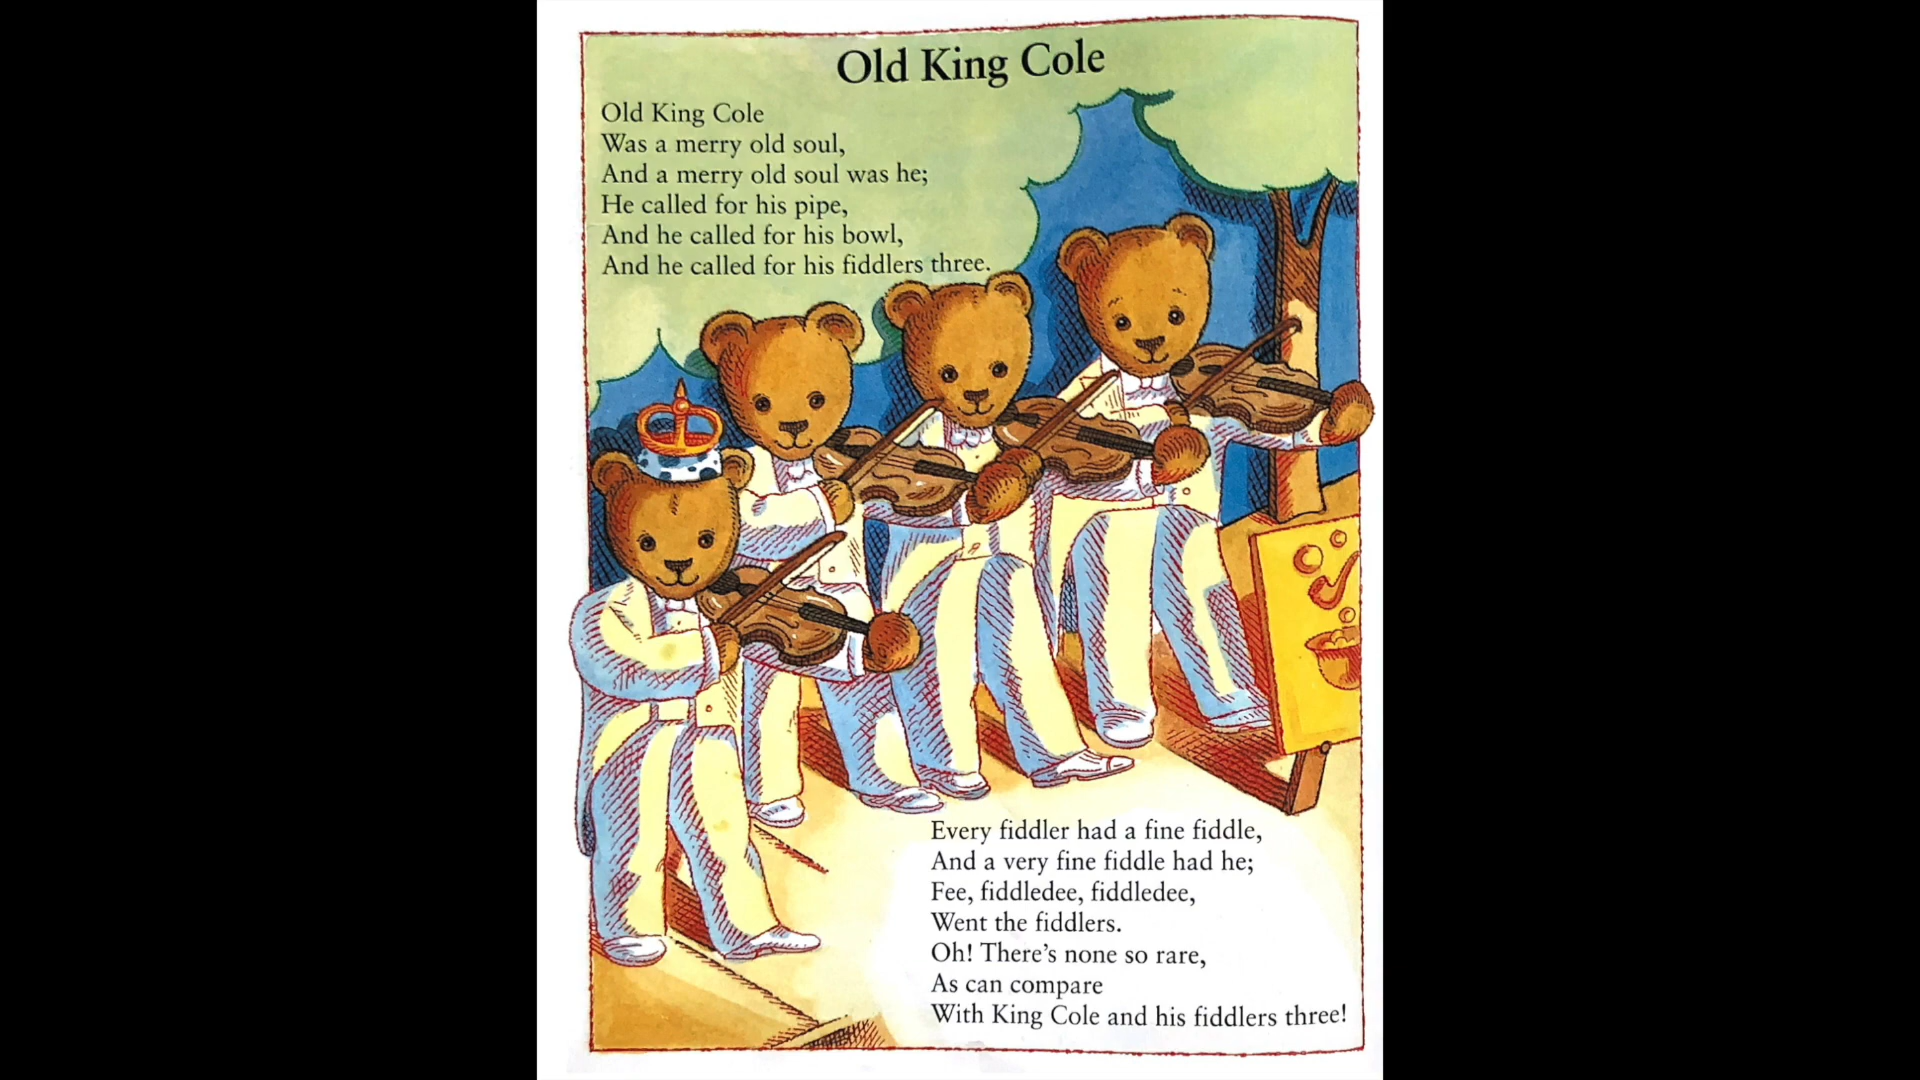 Old King Cole
Old King Cole
Was a merry old soul,
And a merry old soul was he;
He called for his pipe,
And he called for his bowl,
And he called for his fiddlers three.
Every fiddler had a fine fiddle,
And a very fine fiddle had he;
Fee, fiddledee, fiddledee,
Went the fiddlers.
Oh! There's none so rare,
As can compare
With King Cole and his fiddlers three!